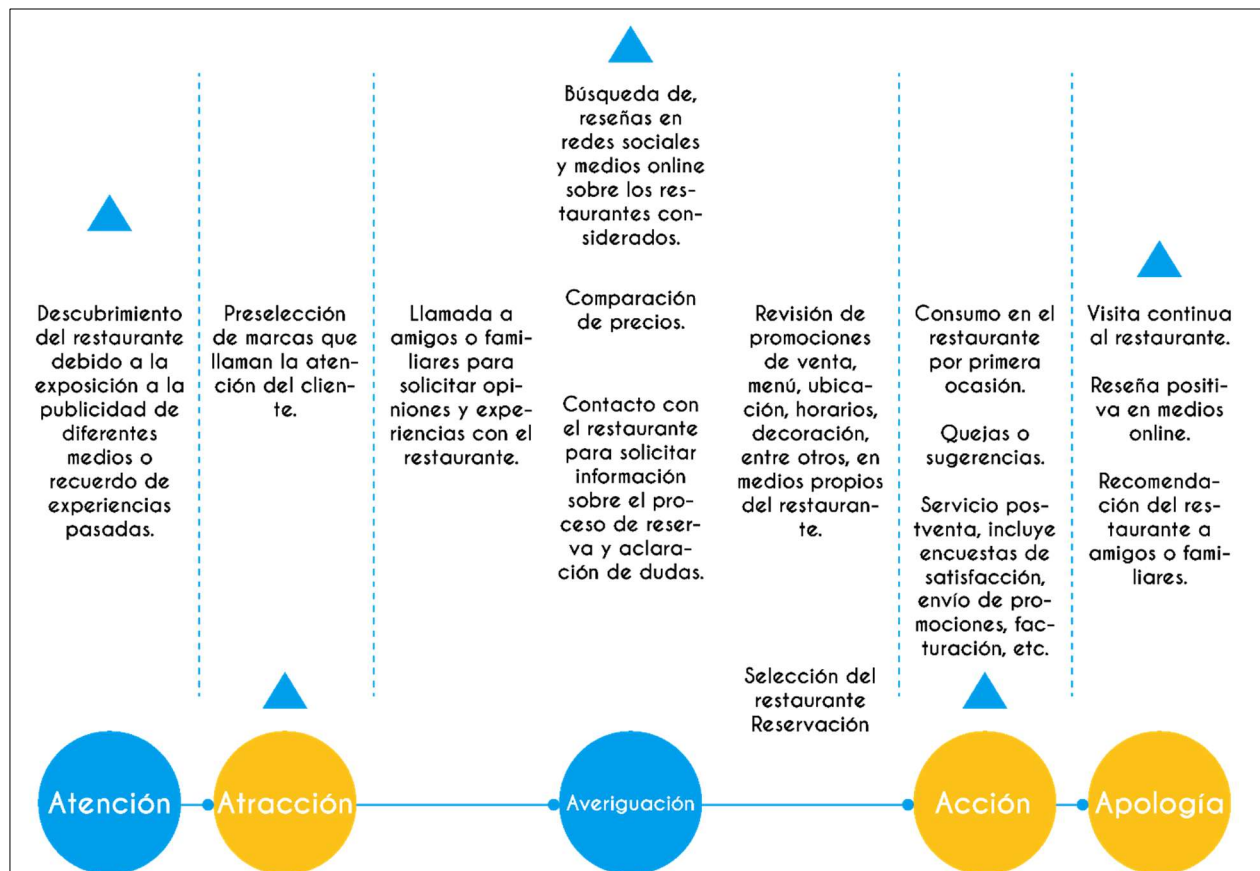 Descubrimiento
del restaurante
debido a la
exposición a la
publicidad de
diferentes
medios o
recuerdo de
experiencias
pasadas.
Preselección
de marcas que
llaman la aten-
ción del clien-
te.
Llamada a
amigos o fami-
liares para
solicitar opi-
niones y expe-
riencias con el
restaurante.
Búsqueda de,
reseñas en
redes sociales
y medios online
sobre los res-
taurantes con-
siderados.
Comparación
de precios.
Contacto con
el restaurante
para solicitar
información
sobre el pro-
ceso de reser-
va y aclara-
ción de dudas.
Revisión de
promociones
de venta,
menú, ubica-
ción, horarios,
decoración,
entre otros, en
medios propios
del restauran-
te.
Selección del
restaurante
Reservación
Consumo en el
restaurante
por primera
ocasión.
Quejas o
sugerencias.
Servicio pos-
tventa, incluye
encuestas de
satisfacción,
envío de pro-
mociones, fac-
turación, etc.
Visita continua
al restaurante.
Reseña positi-
va en medios
online.
Recomenda-
ción del res-
taurante a
amigos o fami-
liares.
Atención
Atracción
Averiguación
Acción
Apología